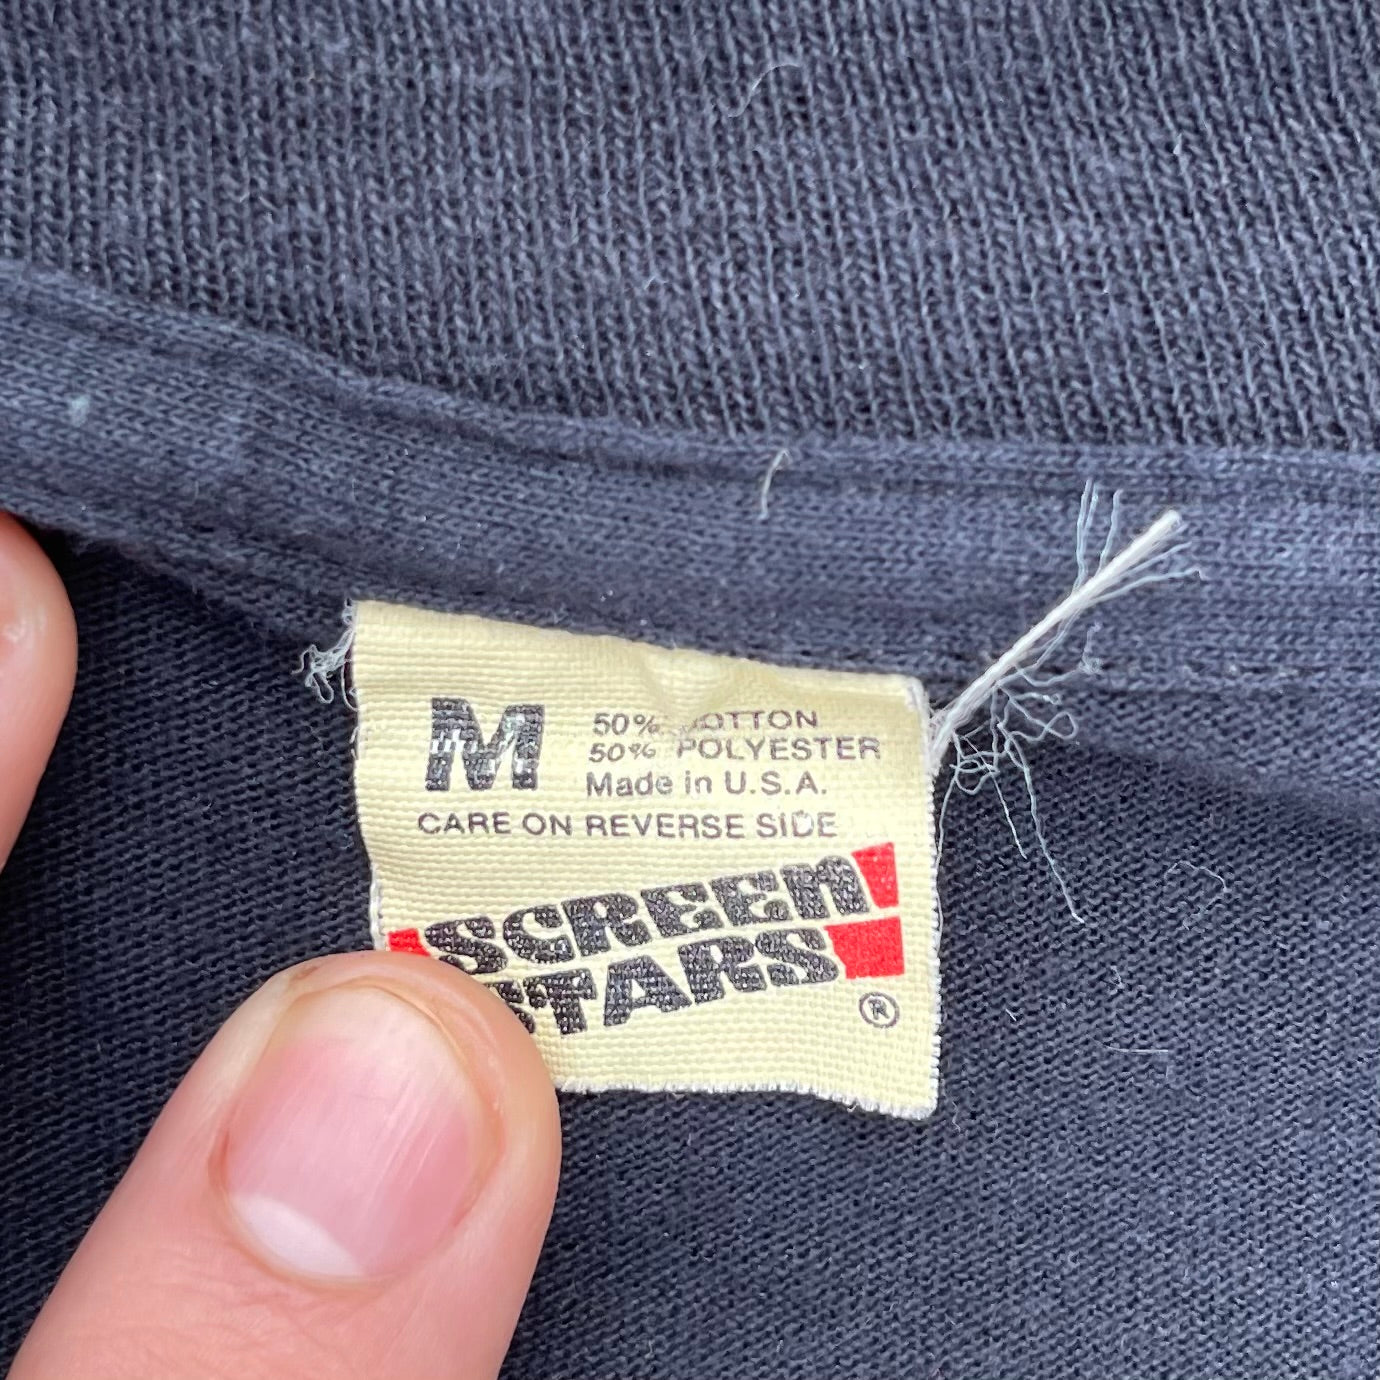 M
50% COTTON
50% POLYESTER
Made in U.S.A.
CARE ON REVERSE SIDE
SCREEN
STARS
®